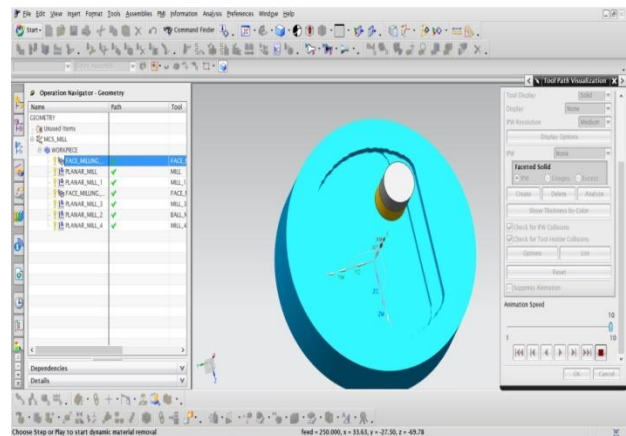 File Edit View Insert Format Tools Assemblies PMI Information Analysis Preferences Window Help
Start Command Finder
Tool Path Visualization
Operation Navigator - Geometry
Name Path Tool
GEOMETRY
Unused Items
MCS_MILL
WORKPIECE
FACE_MILLING_... FACE_
PLANAR_MILL MILL
PLANAR_MILL_1 MILL_1
FACE_MILLING_... FACE_
PLANAR_MILL_3 MILL_3
PLANAR_MILL_2 BALL_
PLANAR_MILL_4 MILL_
Dependencies
Details
Tool Display Solid
Display None
IPW Resolution Medium
Display Options
IPW None
Faceted Solid
IPW Gouges Excess
Create Delete Analyze
Show Thickness by Color
Check for IPW Collisions
Check for Tool Holder Collisions
Options List
Reset
Suppress Animation
Animation Speed
10
1 10
OK Cancel
Choose Step or Play to start dynamic material removal
feed = 250.000, x = 33.63, y = -27.50, z = -69.78